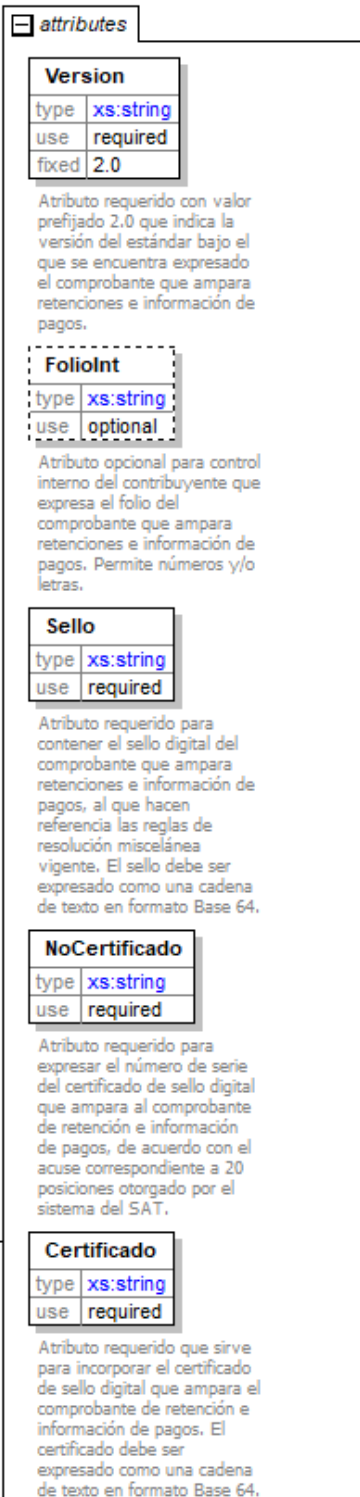 attributes
Version
type xs:string
use required
fixed 2.0
Atributo requerido con valor
prefijado 2.0 que indica la
versión del estándar bajo el
que se encuentra expresado
el comprobante que ampara
retenciones e información de
pagos.
FolioInt
type xs:string
use optional
Atributo opcional para control
interno del contribuyente que
expresa el folio del
comprobante que ampara
retenciones e información de
pagos. Permite números y/o
letras.
Sello
type xs:string
use required
Atributo requerido para
contener el sello digital del
comprobante que ampara
retenciones e información de
pagos, al que hacen
referencia las reglas de
resolución miscelánea
vigente. El sello debe ser
expresado como una cadena
de texto en formato Base 64.
NoCertificado
type xs:string
use required
Atributo requerido para
expresar el número de serie
del certificado de sello digital
que ampara al comprobante
de retención e información
de pagos, de acuerdo con el
acuse correspondiente a 20
posiciones otorgado por el
sistema del SAT.
Certificado
type xs:string
use required
Atributo requerido que sirve
para incorporar el certificado
de sello digital que ampara el
comprobante de retención e
información de pagos. El
certificado debe ser
expresado como una cadena
de texto en formato Base 64.